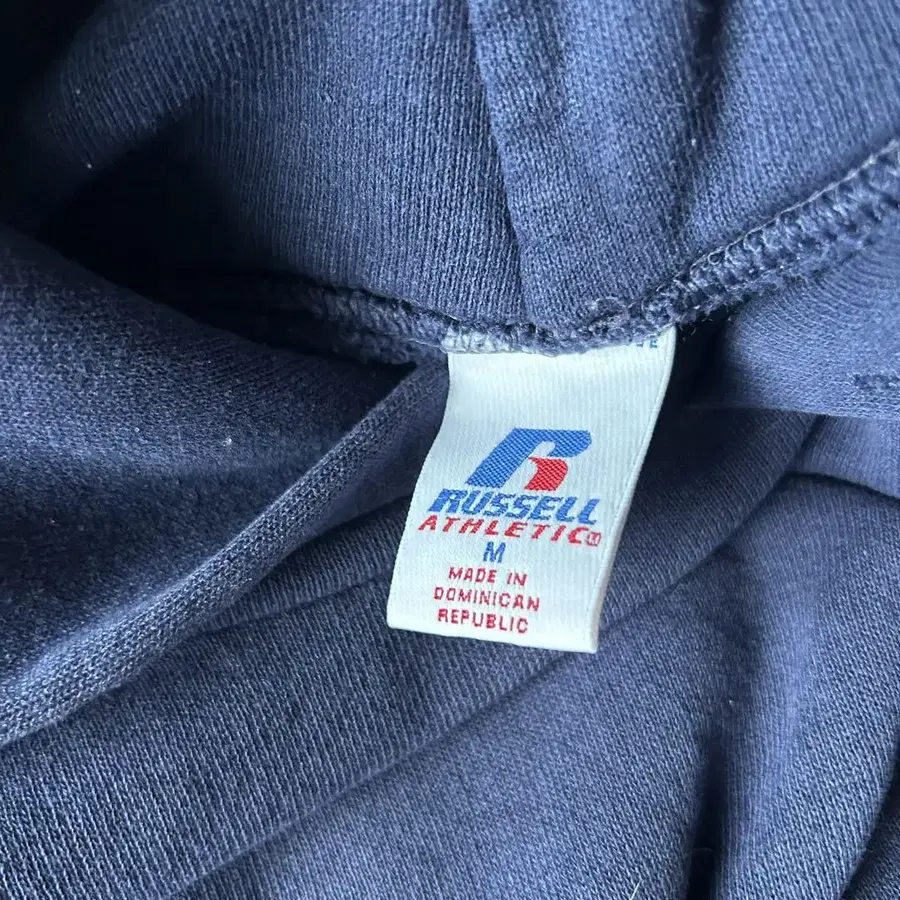 RUSSELL
ATHLETIC®
M
MADE IN
DOMINICAN
REPUBLIC